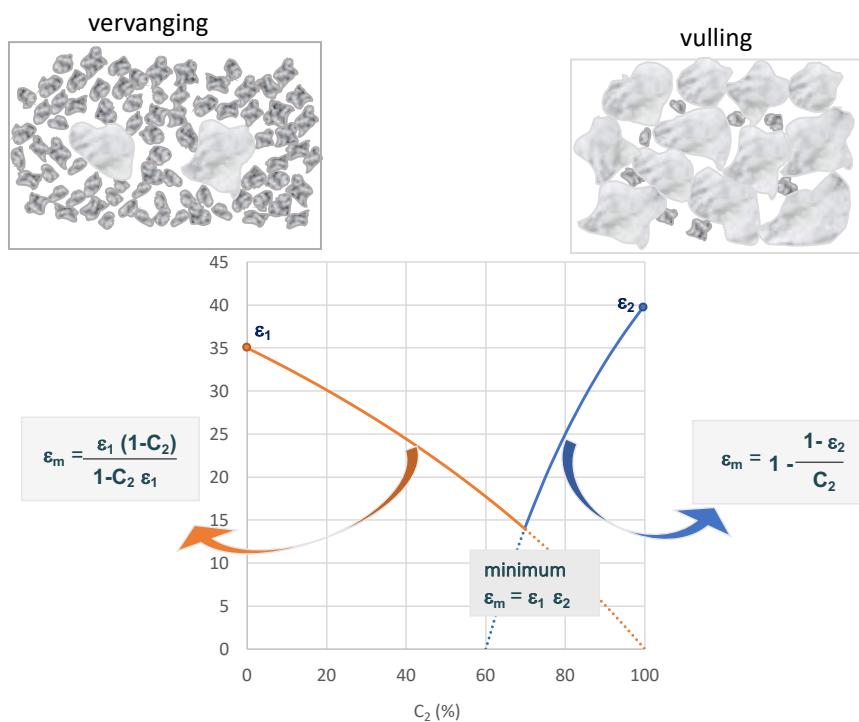 vervanging
vulling
45
40
35
30
25
20
15
10
5
0
ε1
ε2
εm = ε1 (1-C2)
1-C2 ε1
εm = 1 - 1- ε2
C2
minimum
εm = ε1 ε2
0 20 40 60 80 100
C2 (%)